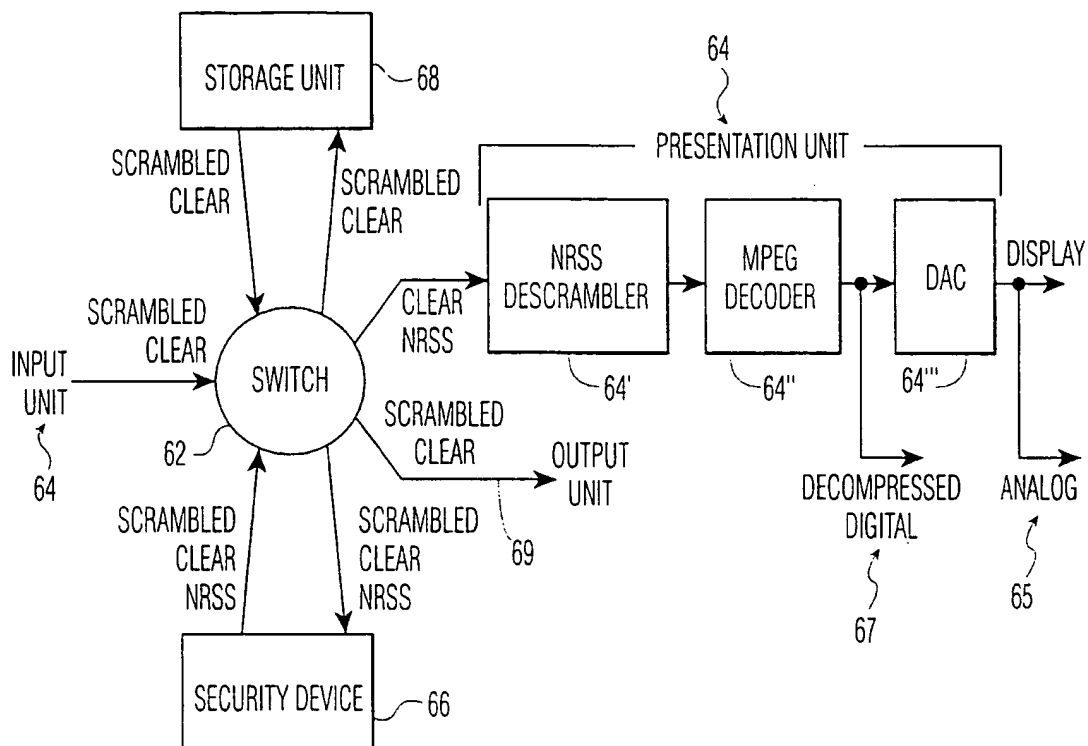 STORAGE UNIT
68
64
PRESENTATION UNIT
SCRAMBLED
CLEAR
SCRAMBLED
CLEAR
NRSS
DESCRAMBLER
64'
MPEG
DECODER
64''
DAC
64'''
DISPLAY
CLEAR
NRSS
SCRAMBLED
CLEAR
INPUT
UNIT
64
SWITCH
62
SCRAMBLED
CLEAR
OUTPUT
UNIT
69
DECOMPRESSED
DIGITAL
67
ANALOG
65
SCRAMBLED
CLEAR
NRSS
SCRAMBLED
CLEAR
NRSS
SECURITY DEVICE
66